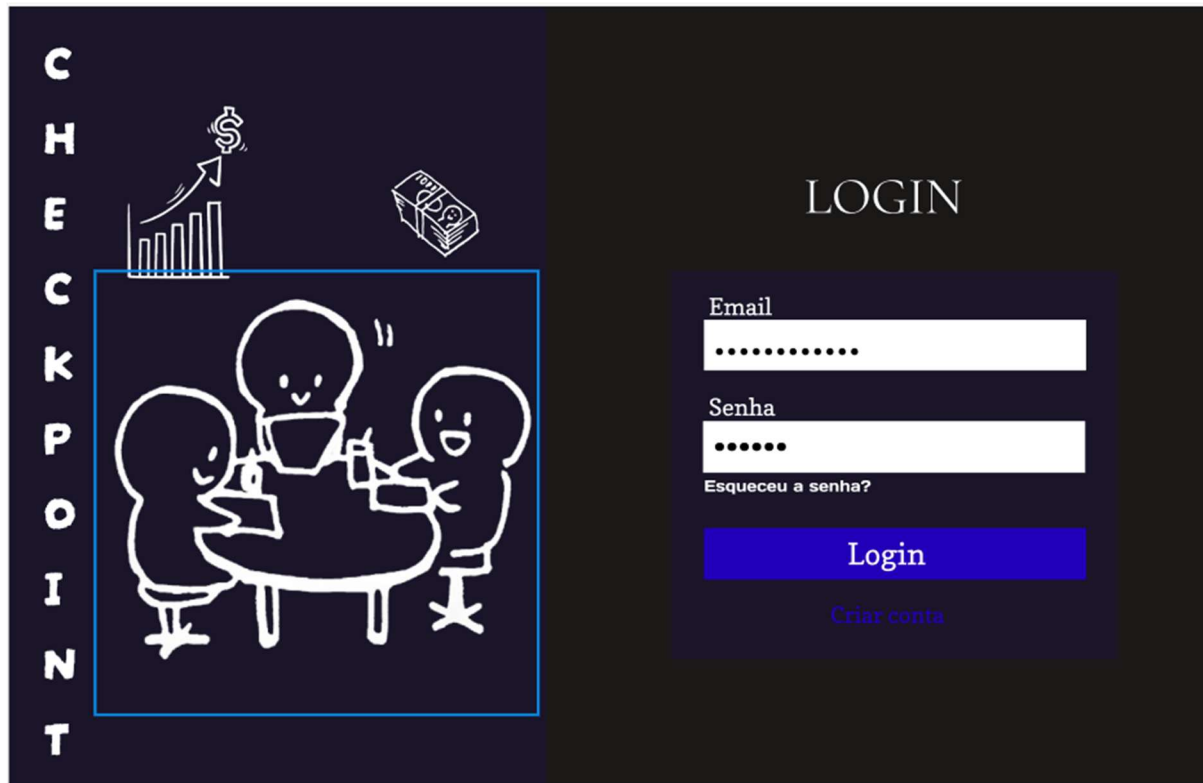 CHECKPOINT
LOGIN
Email
••••••••••••
Senha
••••••
Esqueceu a senha?
Login
Criar conta
$